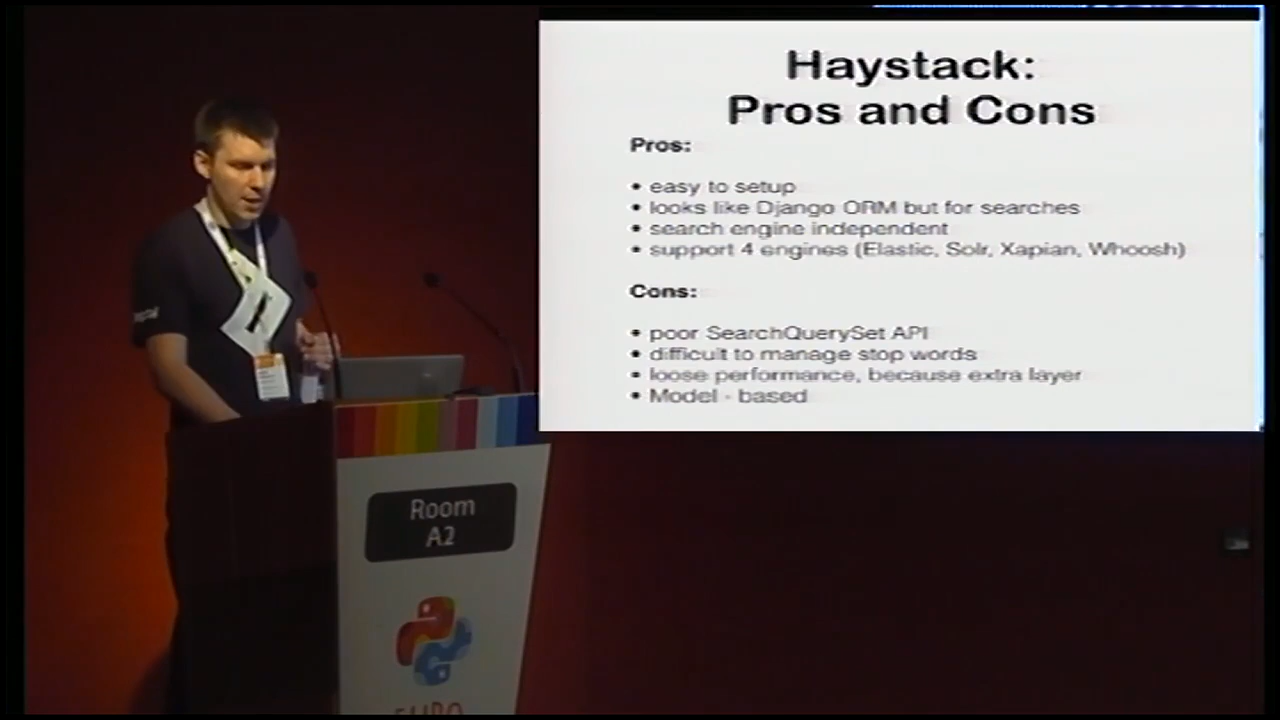 Haystack:
Pros and Cons
Pros:
• easy to setup
• looks like Django ORM but for searches
• search engine independent
• support 4 engines (Elastic, Solr, Xapian, Whoosh)
Cons:
• poor SearchQuerySet API
• difficult to manage stop words
• loose performance, because extra layer
• Model - based
Room
A2
EURO